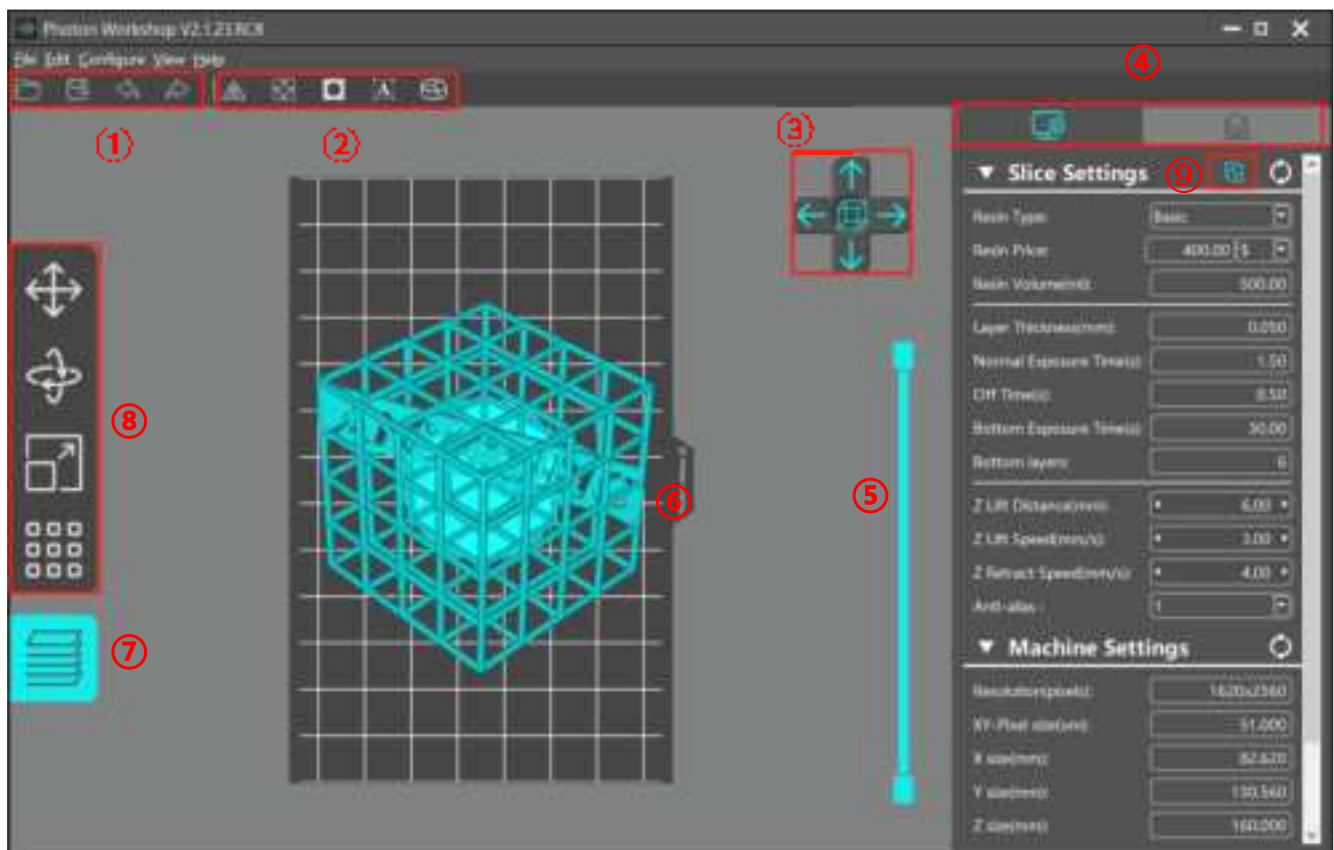 Photon Workshop V2.1.23.RC8
File Edit Configure View Help
④
①
②
③
A
Slice Settings ⑨
Resin Type: Basic
Resin Price: 400.00 $
Resin Volume(ml): 500.00
Layer Thickness(mm): 0.050
Normal Exposure Time(s): 1.50
Off Time(s): 0.50
Bottom Exposure Time(s): 30.00
Bottom layers: 6
Z Lift Distance(mm): 6.00
Z Lift Speed(mm/s): 3.00
Z Retract Speed(mm/s): 4.00
Anti-alias : 1
Machine Settings
Resolution(pixels): 1620x2560
XY-Pixel size(um): 51.000
X size(mm): 82.620
Y size(mm): 130.560
Z size(mm): 160.000
⑧
⑤
⑥
⑦